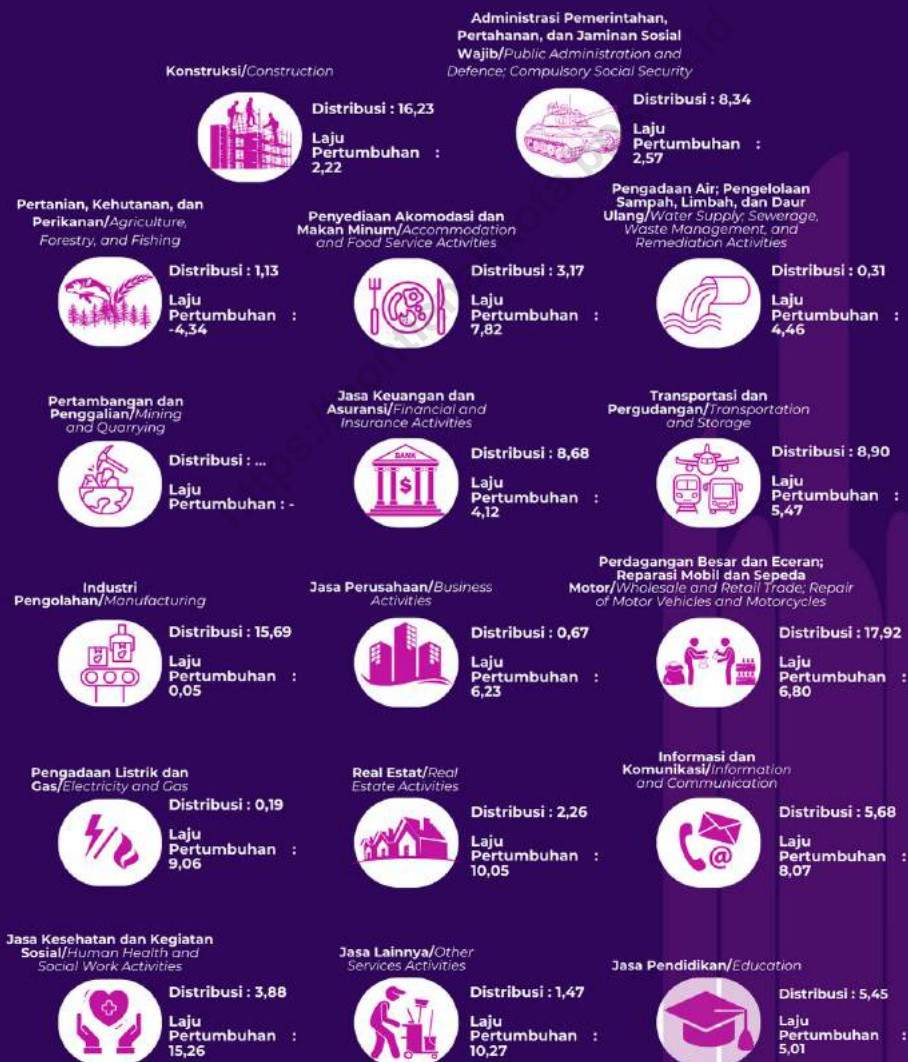 Administrasi Pemerintahan,
Pertahanan, dan Jaminan Sosial
Wajib/Public Administration and
Defence; Compulsory Social Security
Konstruksi/Construction
Distribusi : 16,23
Laju
Pertumbuhan :
2,22
Distribusi : 8,34
Laju
Pertumbuhan :
2,57
Pertanian, Kehutanan, dan
Perikanan/Agriculture,
Forestry, and Fishing
Distribusi : 1,13
Laju
Pertumbuhan :
-4,34
Penyediaan Akomodasi dan
Makan Minum/Accommodation
and Food Service Activities
Distribusi : 3,17
Laju
Pertumbuhan :
7,82
Pengadaan Air; Pengelolaan
Sampah, Limbah, dan Daur
Ulang/Water Supply; Sewerage,
Waste Management, and
Remediation Activities
Distribusi : 0,31
Laju
Pertumbuhan :
4,46
Pertambangan dan
Penggalian/Mining
and Quarrying
Distribusi : ...
Laju
Pertumbuhan : -
Jasa Keuangan dan
Asuransi/Financial and
Insurance Activities
BANK
$
Distribusi : 8,68
Laju
Pertumbuhan :
4,12
Transportasi dan
Pergudangan/Transportation
and Storage
Distribusi : 8,90
Laju
Pertumbuhan :
5,47
Industri
Pengolahan/Manufacturing
Distribusi : 15,69
Laju
Pertumbuhan :
0,05
Jasa Perusahaan/Business
Activities
Distribusi : 0,67
Laju
Pertumbuhan :
6,23
Perdagangan Besar dan Eceran;
Reparasi Mobil dan Sepeda
Motor/Wholesale and Retail Trade; Repair
of Motor Vehicles and Motorcycles
Distribusi : 17,92
Laju
Pertumbuhan :
6,80
Pengadaan Listrik dan
Gas/Electricity and Gas
Distribusi : 0,19
Laju
Pertumbuhan :
9,06
Real Estat/Real
Estate Activities
Distribusi : 2,26
Laju
Pertumbuhan :
10,05
Informasi dan
Komunikasi/Information
and Communication
@
Distribusi : 5,68
Laju
Pertumbuhan :
8,07
Jasa Kesehatan dan Kegiatan
Sosial/Human Health and
Social Work Activities
Distribusi : 3,88
Laju
Pertumbuhan :
15,26
Jasa Lainnya/Other
Services Activities
Distribusi : 1,47
Laju
Pertumbuhan :
10,27
Jasa Pendidikan/Education
Distribusi : 5,45
Laju
Pertumbuhan :
5,01